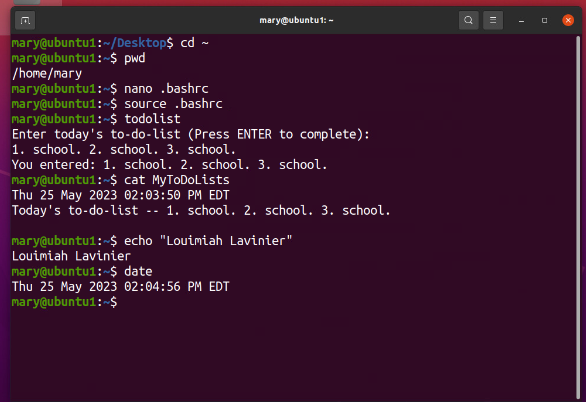 mary@ubuntu1: ~
mary@ubuntu1:~/Desktop$ cd ~
mary@ubuntu1:~$ pwd
/home/mary
mary@ubuntu1:~$ nano .bashrc
mary@ubuntu1:~$ source .bashrc
mary@ubuntu1:~$ todolist
Enter today's to-do-list (Press ENTER to complete):
1. school. 2. school. 3. school.
You entered: 1. school. 2. school. 3. school.
mary@ubuntu1:~$ cat MyToDoLists
Thu 25 May 2023 02:03:50 PM EDT
Today's to-do-list -- 1. school. 2. school. 3. school.
mary@ubuntu1:~$ echo "Louimiah Lavinier"
Louimiah Lavinier
mary@ubuntu1:~$ date
Thu 25 May 2023 02:04:56 PM EDT
mary@ubuntu1:~$